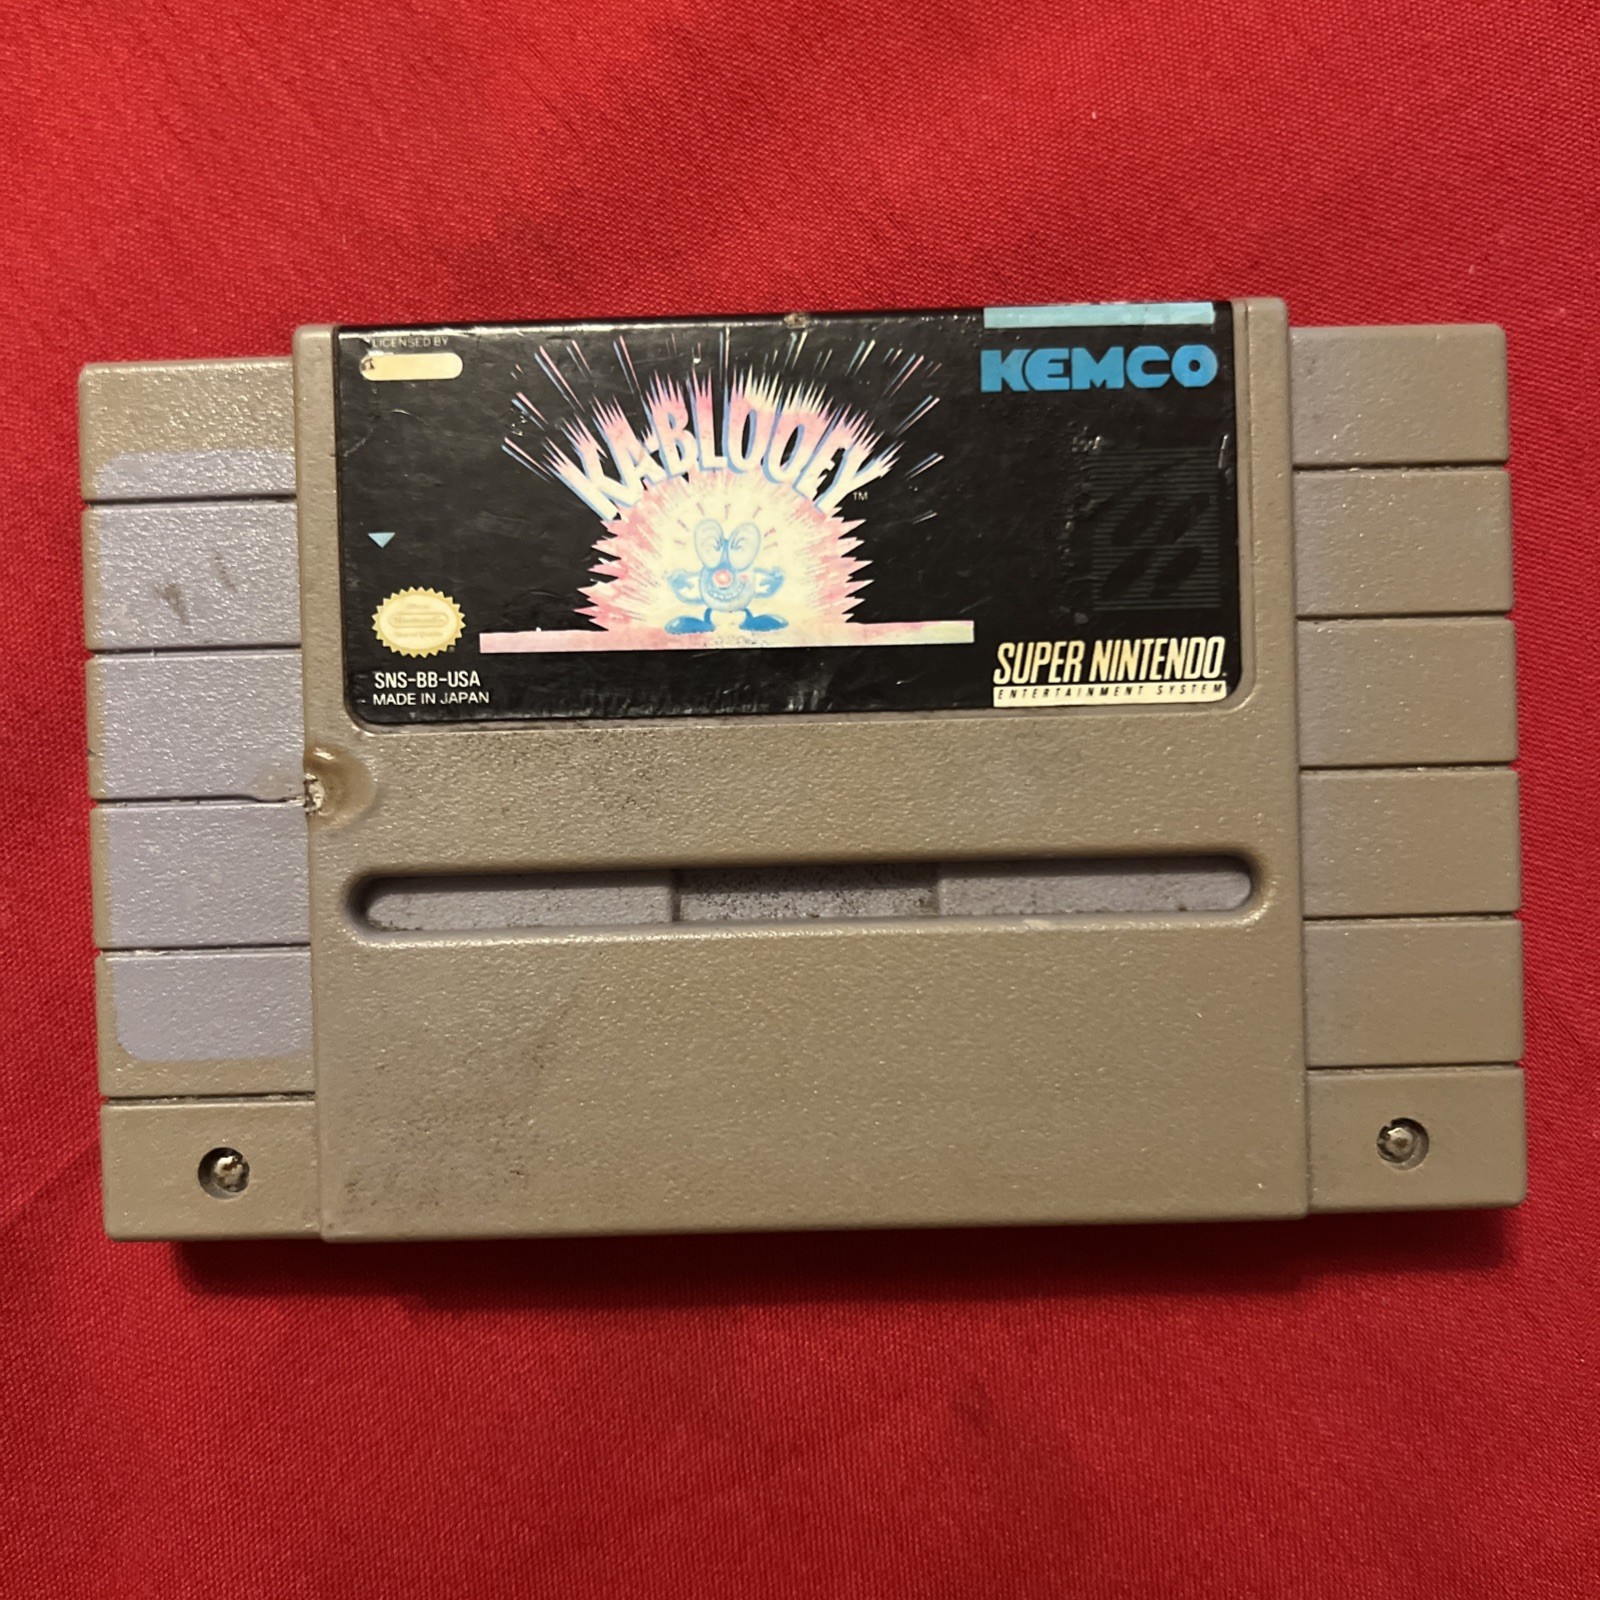 LICENSED BY
KEMCO
KA·BLOOEY™
SNS-BB-USA
MADE IN JAPAN
SUPER NINTENDO
ENTERTAINMENT SYSTEM